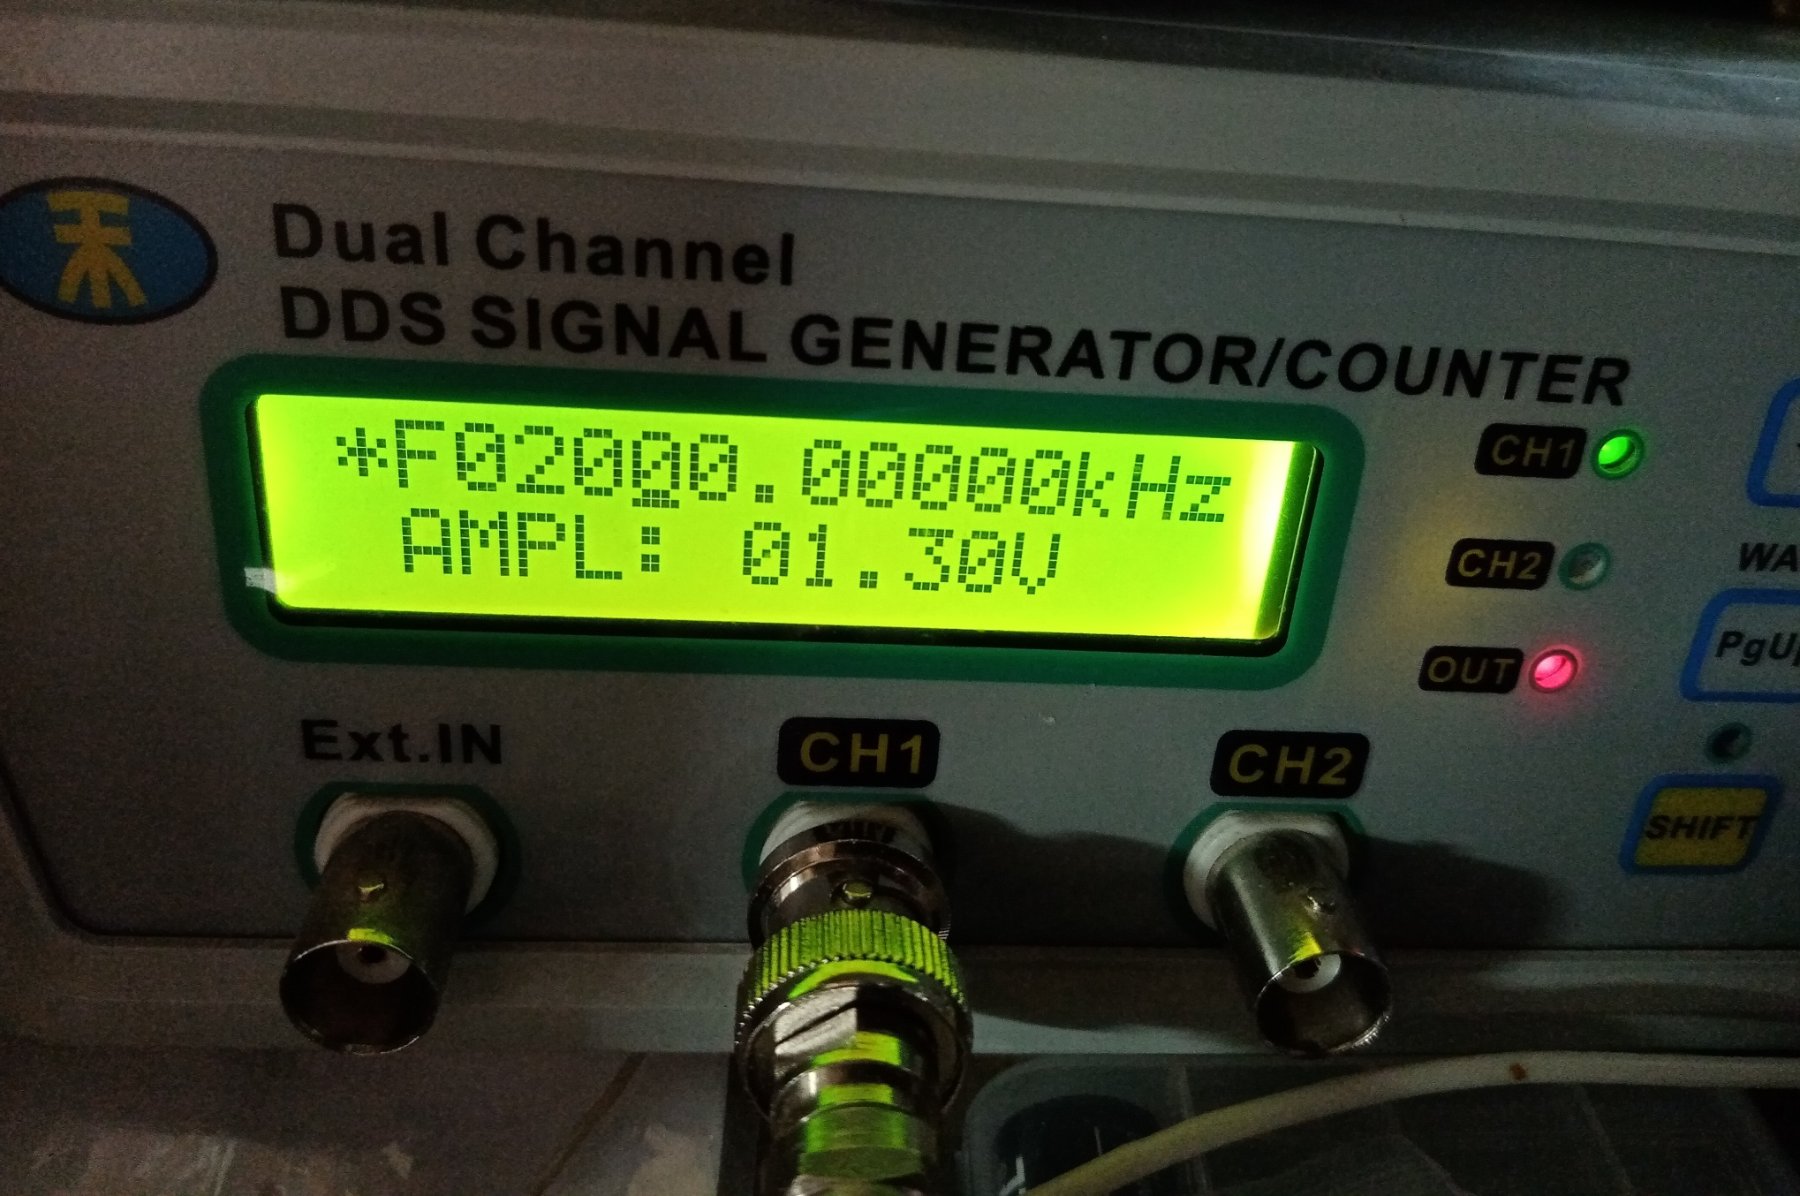 Dual Channel
DDS SIGNAL GENERATOR/COUNTER
*F02000.00000kHz
AMPL: 01.30V
CH1
CH2
OUT
PgUp
SHIFT
Ext.IN
CH1
CH2